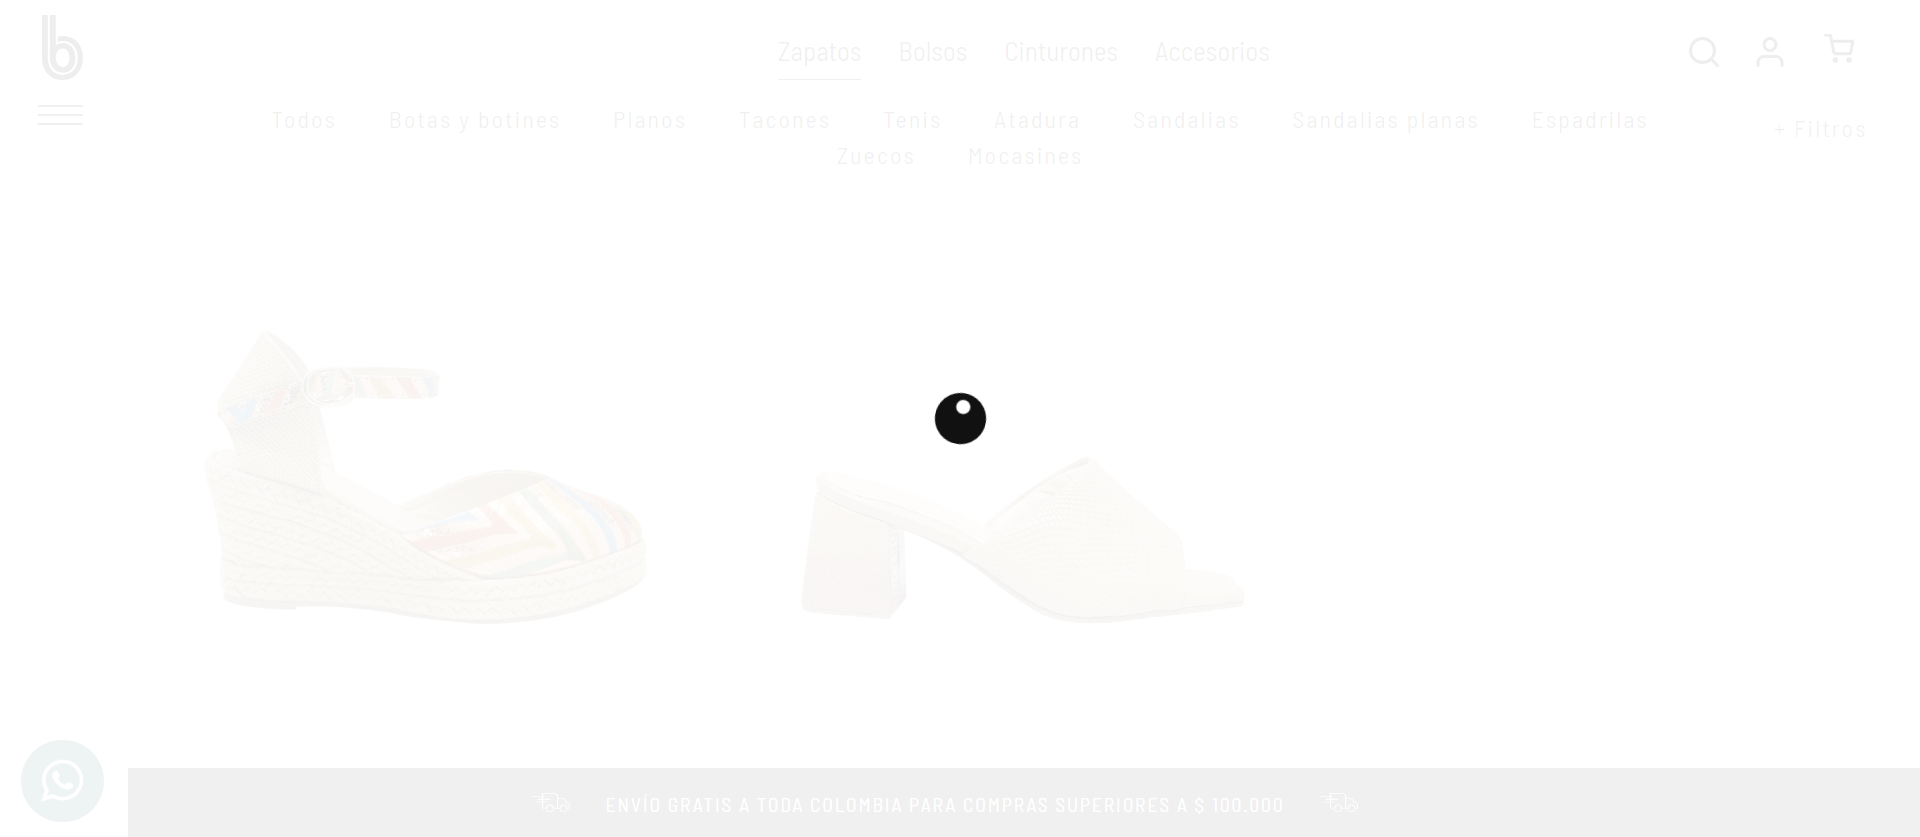 b
Zapatos Bolsos Cinturones Accesorios
Todos Botas y botines Planos Tacones Tenis Atadura Sandalias Sandalias planas Espadrilas
+ Filtros
Zuecos Mocasines
ENVÍO GRATIS A TODA COLOMBIA PARA COMPRAS SUPERIORES A $ 100.000